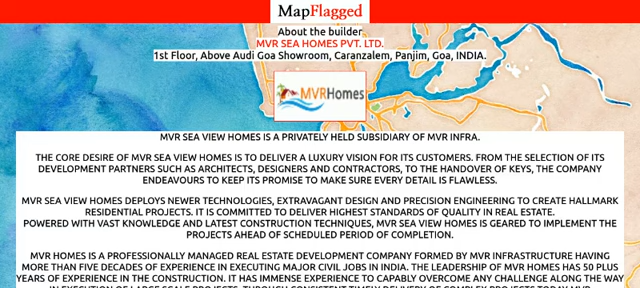 MapFlagged
About the builder
MVR SEA HOMES PVT. LTD.
1st Floor, Above Audi Goa Showroom, Caranzalem, Panjim, Goa, INDIA.
MVRHomes
MVR SEA VIEW HOMES IS A PRIVATELY HELD SUBSIDIARY OF MVR INFRA.
THE CORE DESIRE OF MVR SEA VIEW HOMES IS TO DELIVER A LUXURY VISION FOR ITS CUSTOMERS. FROM THE SELECTION OF ITS
DEVELOPMENT PARTNERS SUCH AS ARCHITECTS, DESIGNERS AND CONTRACTORS, TO THE HANDOVER OF KEYS, THE COMPANY
ENDEAVOURS TO KEEP ITS PROMISE TO MAKE SURE EVERY DETAIL IS FLAWLESS.
MVR SEA VIEW HOMES DEPLOYS NEWER TECHNOLOGIES, EXTRAVAGANT DESIGN AND PRECISION ENGINEERING TO CREATE HALLMARK
RESIDENTIAL PROJECTS. IT IS COMMITTED TO DELIVER HIGHEST STANDARDS OF QUALITY IN REAL ESTATE.
POWERED WITH VAST KNOWLEDGE AND LATEST CONSTRUCTION TECHNIQUES, MVR SEA VIEW HOMES IS GEARED TO IMPLEMENT THE
PROJECTS AHEAD OF SCHEDULED PERIOD OF COMPLETION.
MVR HOMES IS A PROFESSIONALLY MANAGED REAL ESTATE DEVELOPMENT COMPANY FORMED BY MVR INFRASTRUCTURE HAVING
MORE THAN FIVE DECADES OF EXPERIENCE IN EXECUTING MAJOR CIVIL JOBS IN INDIA. THE LEADERSHIP OF MVR HOMES HAS 50 PLUS
YEARS OF EXPERIENCE IN THE CONSTRUCTION. IT HAS IMMENSE EXPERIENCE TO CAPABLY OVERCOME ANY CHALLENGE ALONG THE WAY